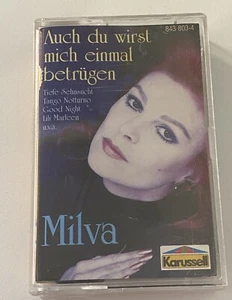 843 803-4
Auch du wirst
mich einmal
betrügen
Tiefe Sehnsucht
Tango Notturno
Good Night
Lili Marleen
u.v.a.
Milva
Karussell